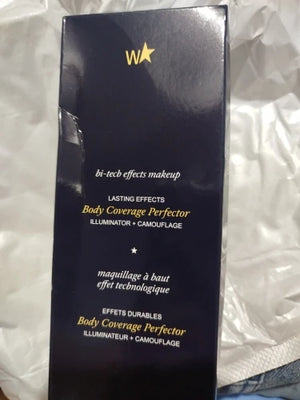 W★
bi-tech effects makeup
LASTING EFFECTS
Body Coverage Perfector
ILLUMINATOR + CAMOUFLAGE
★
maquillage à haut
effet technologique
EFFETS DURABLES
Body Coverage Perfector
ILLUMINATEUR + CAMOUFLAGE